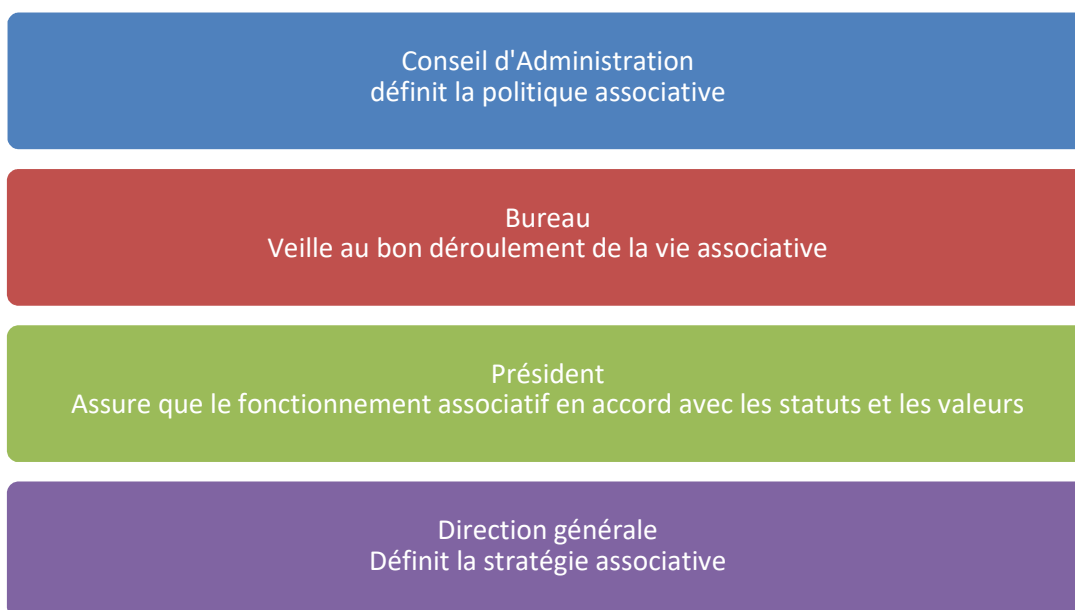 Conseil d'Administration
définit la politique associative
Bureau
Veille au bon déroulement de la vie associative
Président
Assure que le fonctionnement associatif en accord avec les statuts et les valeurs
Direction générale
Définit la stratégie associative